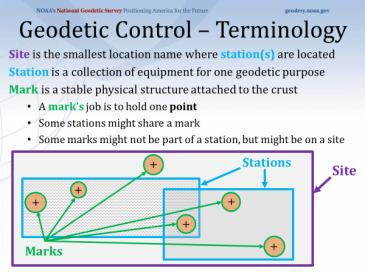 NOAA's National Geodetic Survey Positioning America for the Future geodesy.noaa.gov
Geodetic Control – Terminology
Site is the smallest location name where station(s) are located
Station is a collection of equipment for one geodetic purpose
Mark is a stable physical structure attached to the crust
• A mark's job is to hold one point
• Some stations might share a mark
• Some marks might not be part of a station, but might be on a site
Stations
Site
Marks